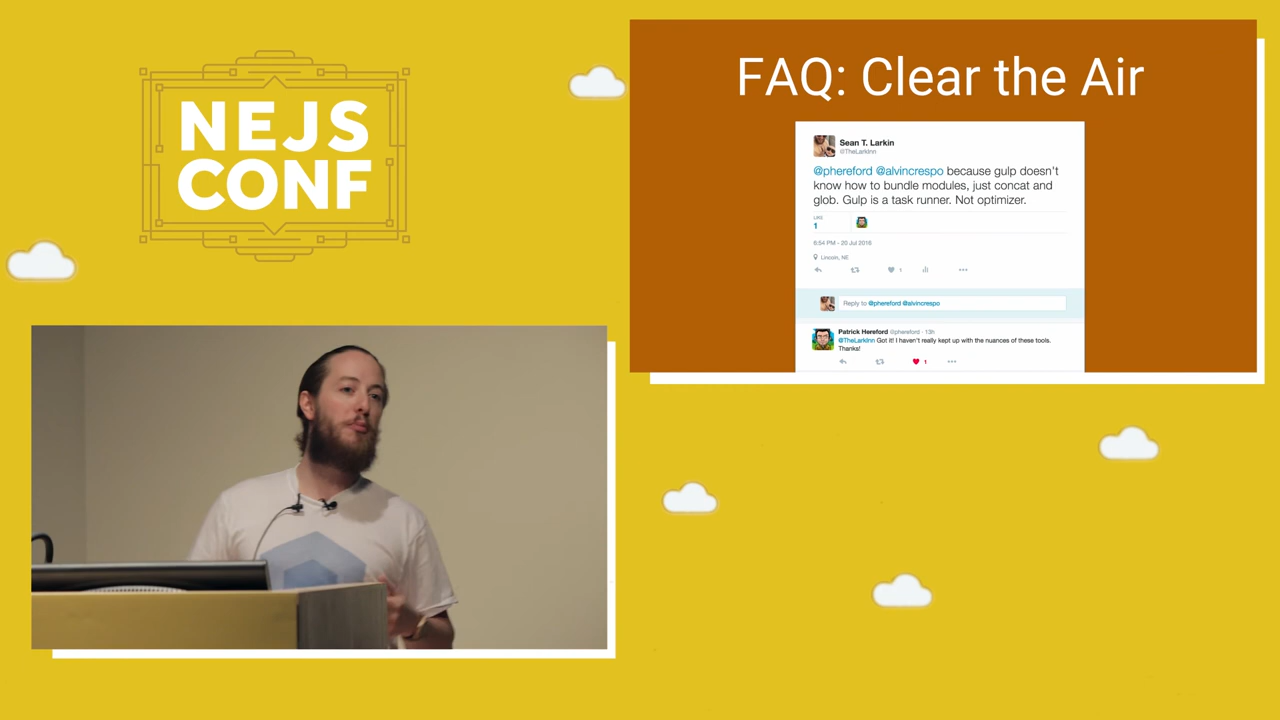 NEJS
CONF
FAQ: Clear the Air
Sean T. Larkin
@TheLarkInn
@phereford @alvincrespo because gulp doesn't
know how to bundle modules, just concat and
glob. Gulp is a task runner. Not optimizer.
LIKE
1
6:54 PM - 20 Jul 2016
Lincoln, NE
1
Reply to @phereford @alvincrespo
Patrick Hereford @phereford · 13h
@TheLarkInn Got it! I haven't really kept up with the nuances of these tools.
Thanks!
1